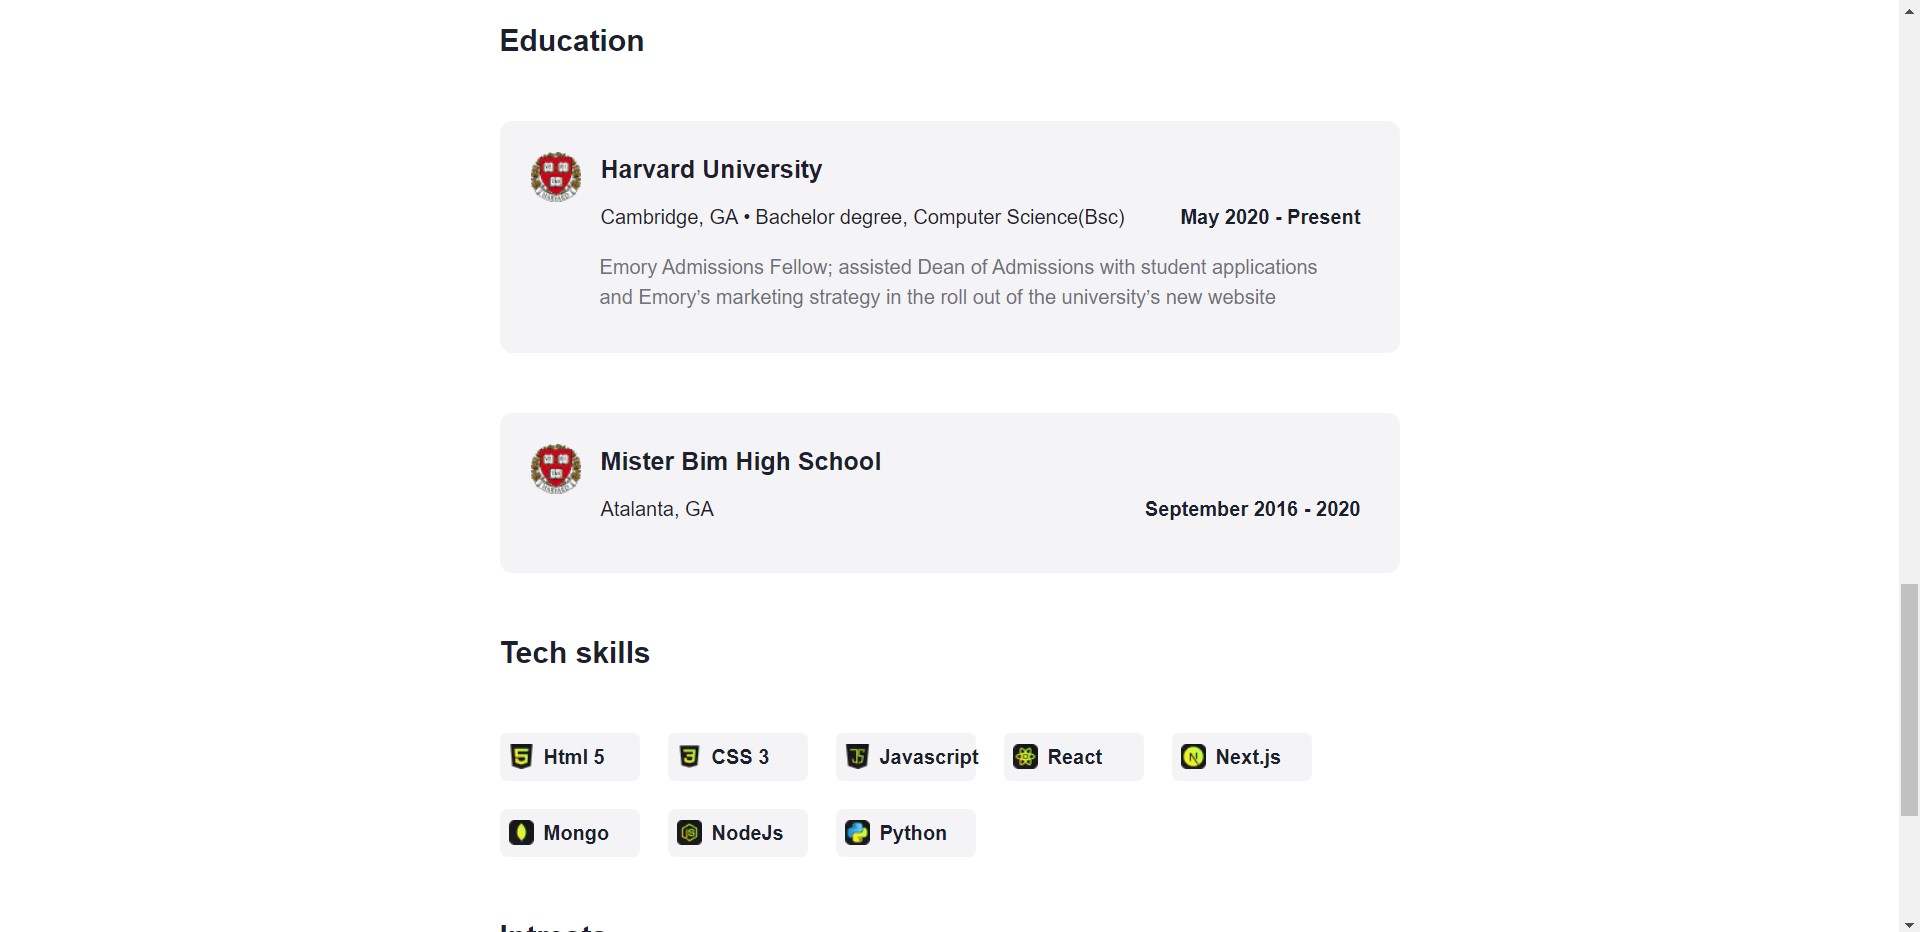 Education
Harvard University
Cambridge, GA • Bachelor degree, Computer Science(Bsc) May 2020 - Present
Emory Admissions Fellow; assisted Dean of Admissions with student applications
and Emory’s marketing strategy in the roll out of the university’s new website
Mister Bim High School
Atalanta, GA September 2016 - 2020
Tech skills
Html 5 CSS 3 Javascript React Next.js
Mongo NodeJs Python